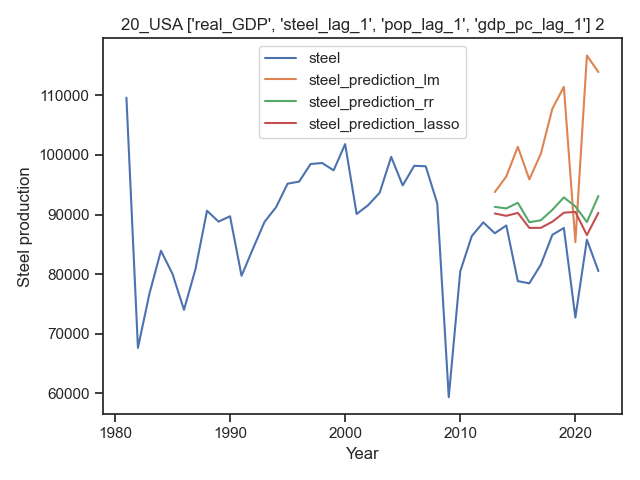 20_USA ['real_GDP', 'steel_lag_1', 'pop_lag_1', 'gdp_pc_lag_1'] 2
steel
steel_prediction_lm
steel_prediction_rr
steel_prediction_lasso
110000
100000
90000
80000
70000
60000
Steel production
1980
1990
2000
2010
2020
Year